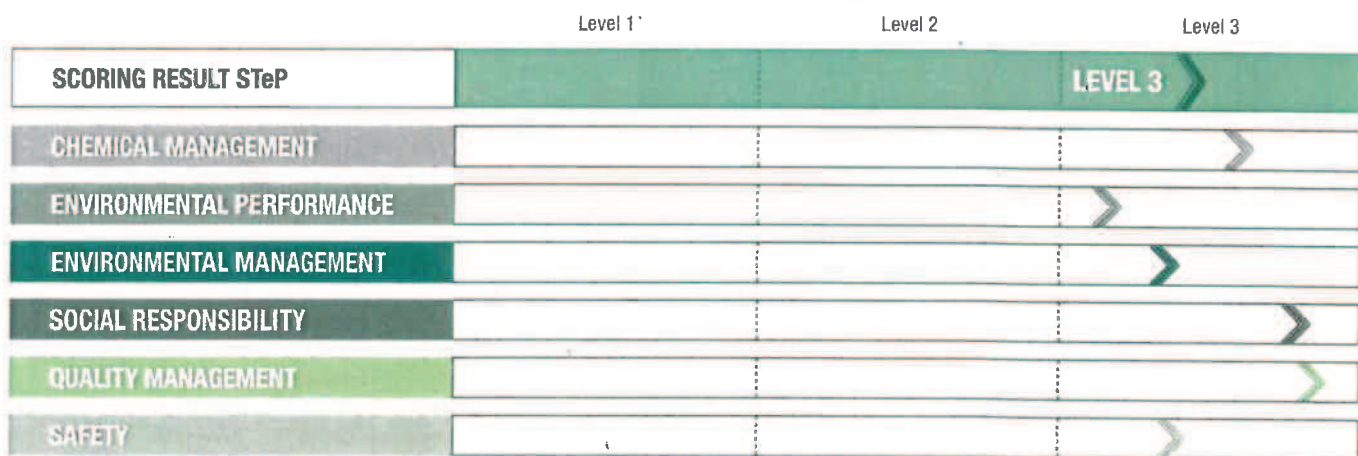 Level 1 Level 2 Level 3
SCORING RESULT STeP LEVEL 3
CHEMICAL MANAGEMENT
ENVIRONMENTAL PERFORMANCE
ENVIRONMENTAL MANAGEMENT
SOCIAL RESPONSIBILITY
QUALITY MANAGEMENT
SAFETY